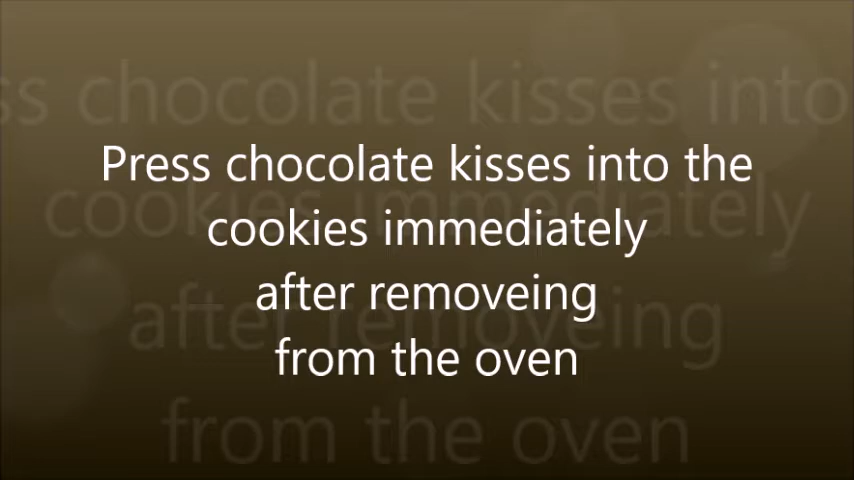 Press chocolate kisses into the
cookies immediately
after removeing
from the oven